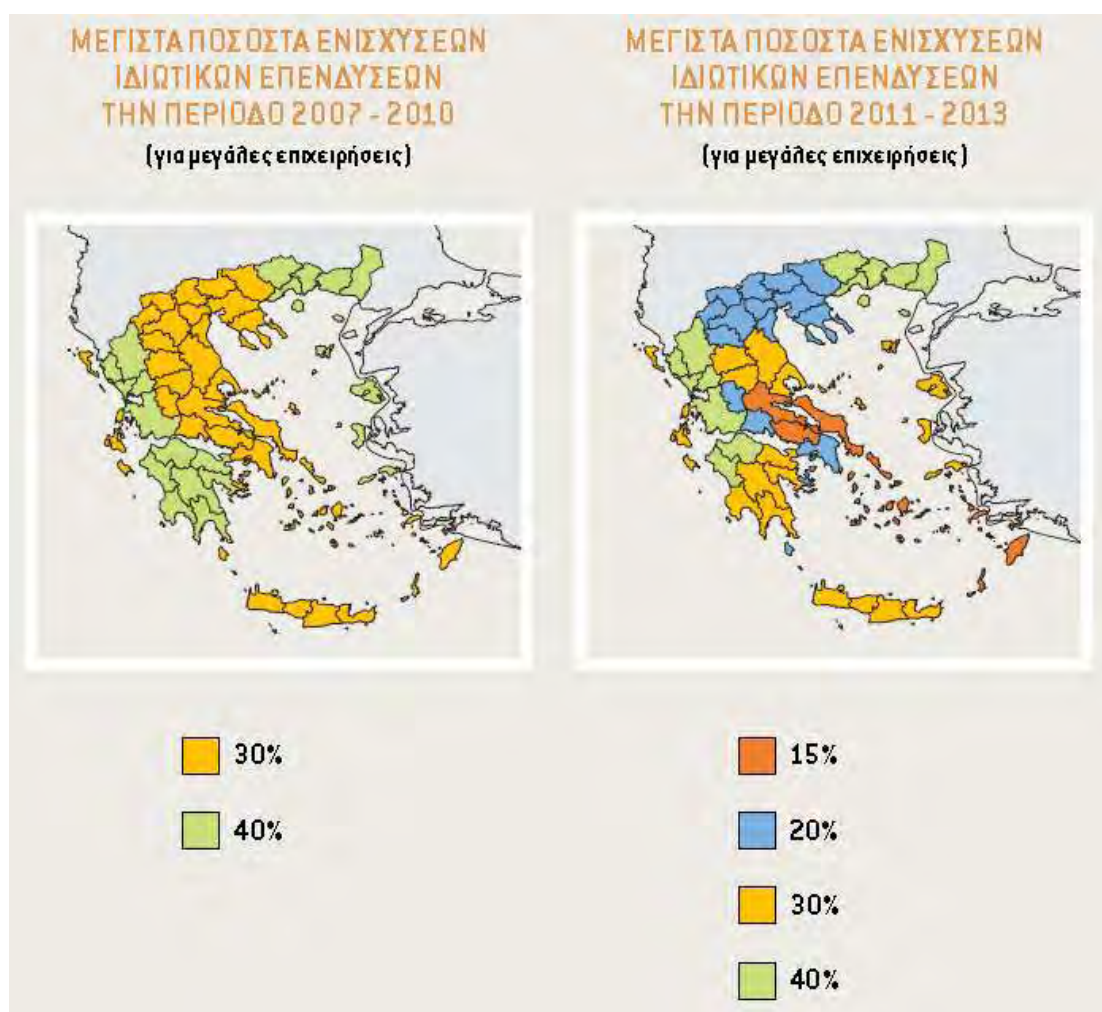 ΜΕΓΙΣΤΑ ΠΟΣΟΣΤΑ ΕΝΙΣΧΥΣΕΩΝ
ΙΔΙΩΤΙΚΩΝ ΕΠΕΝΔΥΣΕΩΝ
ΤΗΝ ΠΕΡΙΟΔΟ 2007 - 2010
(για μεγάλες επιχειρήσεις)
30%
40%
ΜΕΓΙΣΤΑ ΠΟΣΟΣΤΑ ΕΝΙΣΧΥΣΕΩΝ
ΙΔΙΩΤΙΚΩΝ ΕΠΕΝΔΥΣΕΩΝ
ΤΗΝ ΠΕΡΙΟΔΟ 2011 - 2013
(για μεγάλες επιχειρήσεις)
15%
20%
30%
40%